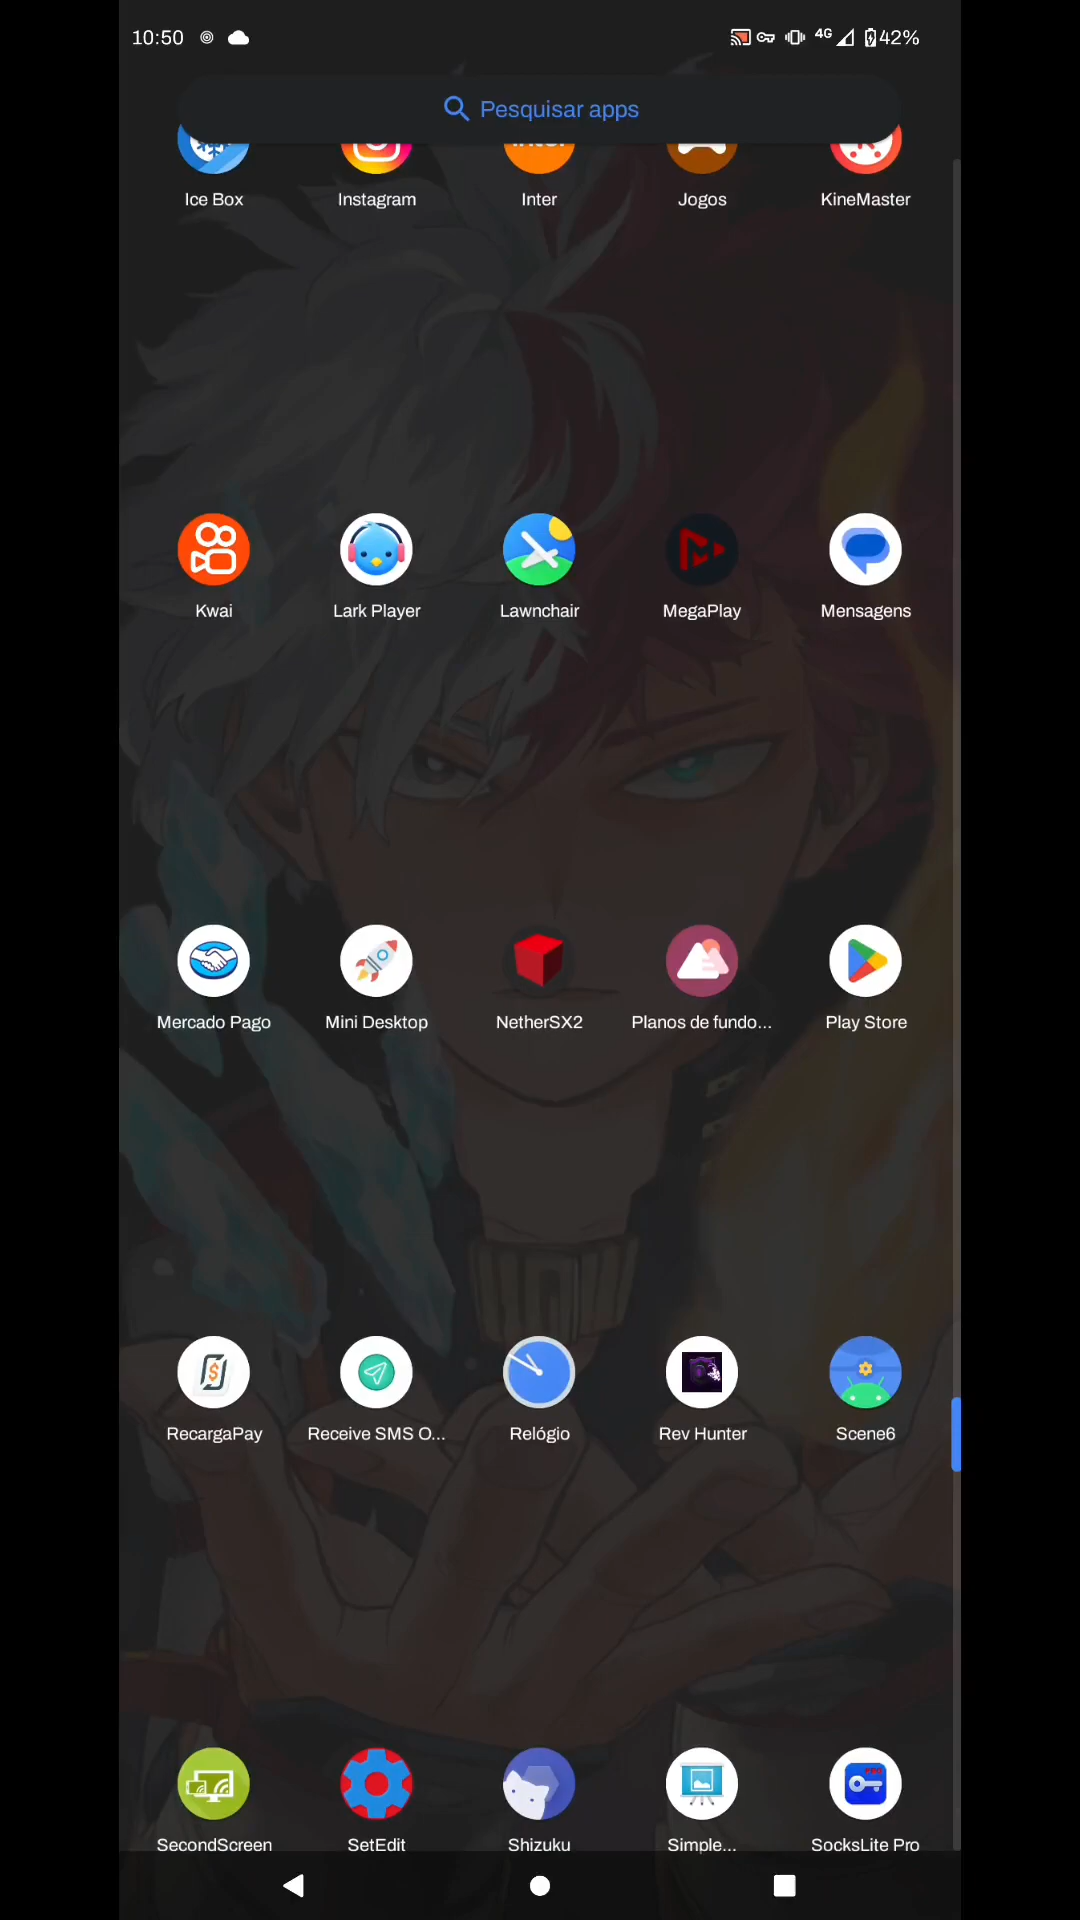 10:50 4G 42%
Pesquisar apps
Ice Box Instagram Inter Jogos KineMaster
Kwai Lark Player Lawnchair MegaPlay Mensagens
Mercado Pago Mini Desktop NetherSX2 Planos de fundo... Play Store
RecargaPay Receive SMS O... Relógio Rev Hunter Scene6
SecondScreen SetEdit Shizuku Simple... SocksLite Pro